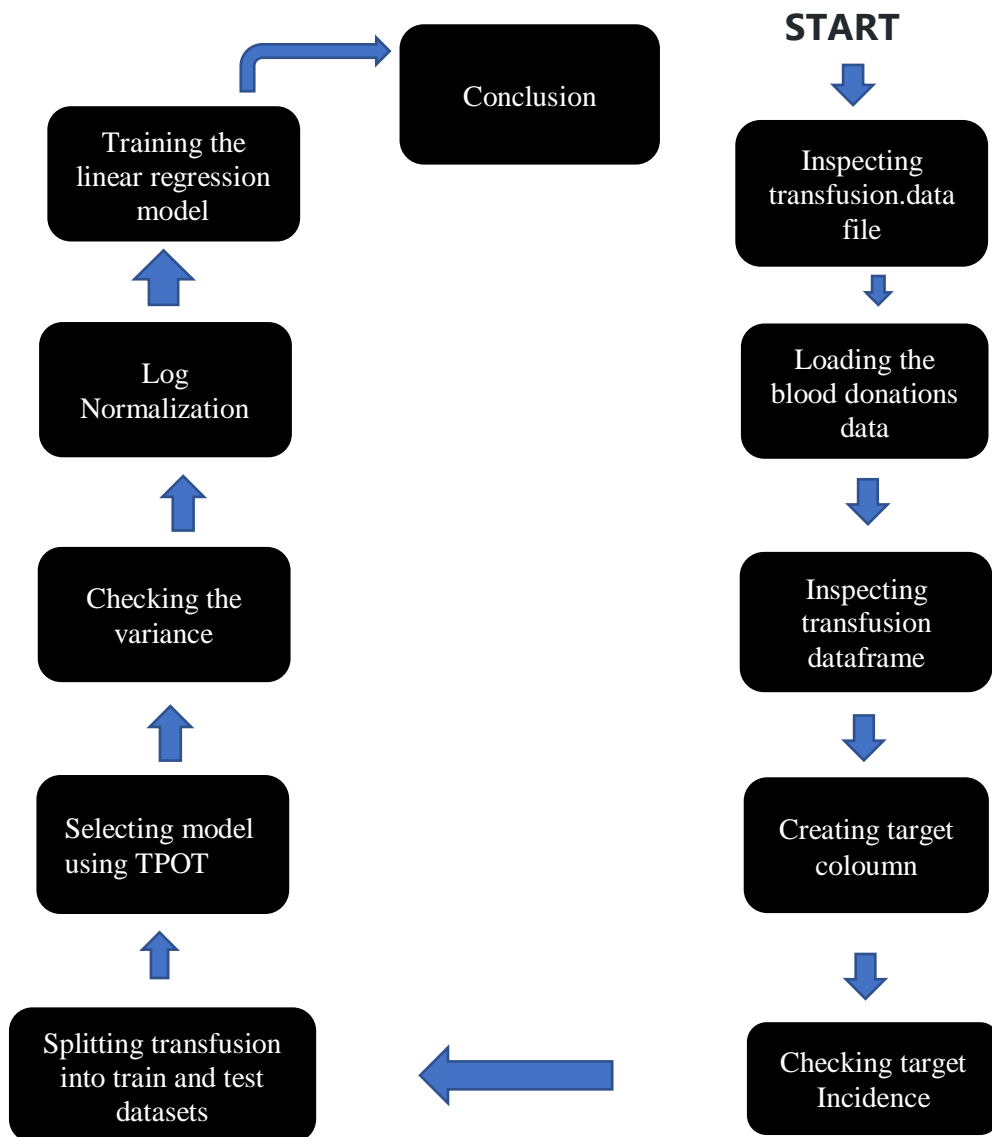 START
Inspecting
transfusion.data
file
Loading the
blood donations
data
Inspecting
transfusion
dataframe
Creating target
coloumn
Checking target
Incidence
Splitting transfusion
into train and test
datasets
Selecting model
using TPOT
Checking the
variance
Log
Normalization
Training the
linear regression
model
Conclusion